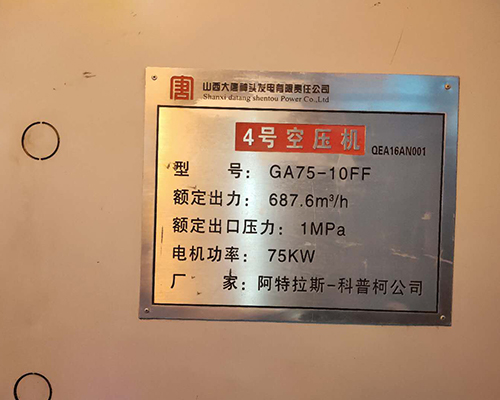 唐
山西大唐神头发电有限责任公司
Shanxi datang shentou Power Co.,Ltd
4号空压机 QEA16AN001
型 号: GA75-10FF
额定出力: 687.6m³/h
额定出口压力: 1MPa
电机功率: 75KW
厂 家: 阿特拉斯-科普柯公司